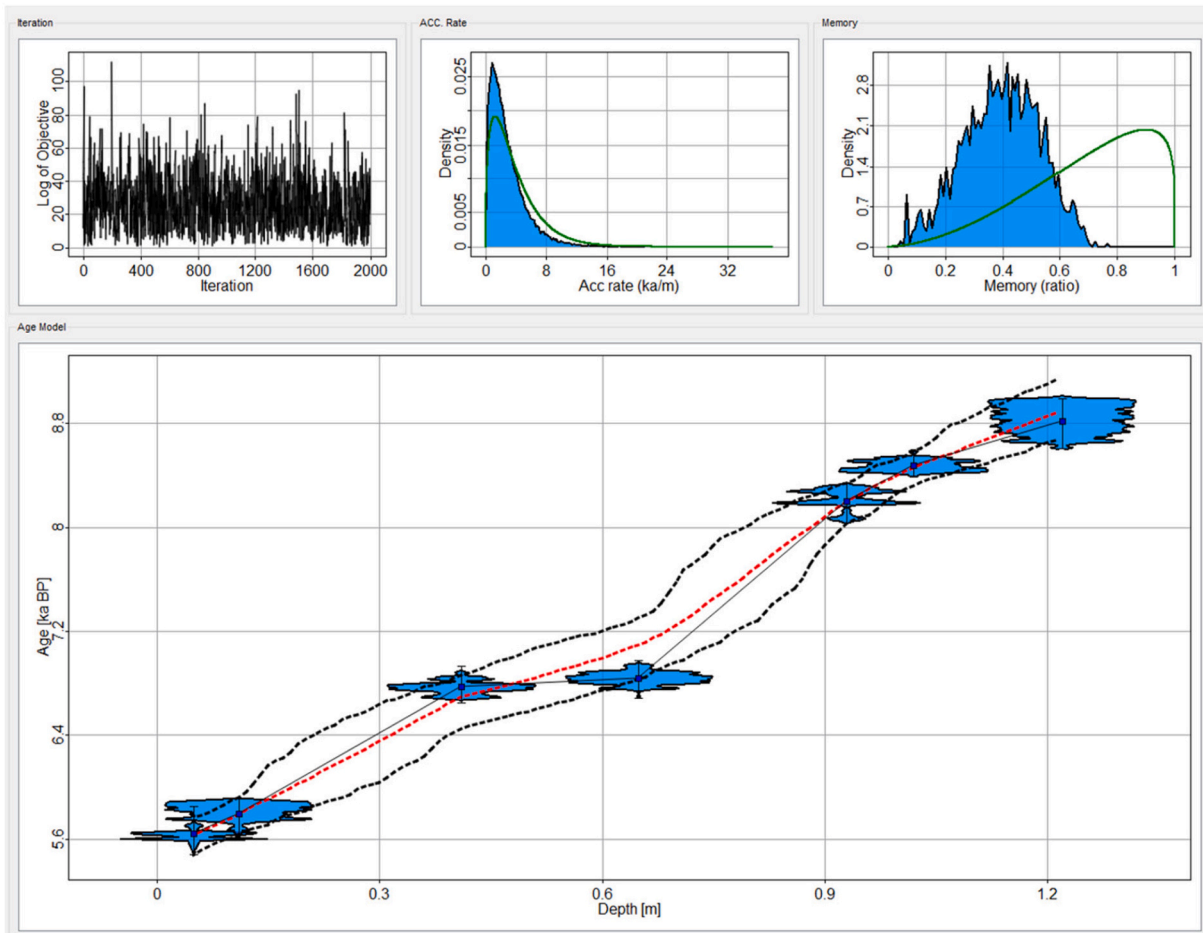 Iteration
Log of Objective
100
80
60
40
20
0
0 400 800 1200 1600 2000
Iteration
ACC. Rate
Density
0.025
0.015
0.005
0
0 8 16 24 32
Acc rate (ka/m)
Memory
Density
2.8
2.1
1.4
0.7
0
0 0.2 0.4 0.6 0.8 1
Memory (ratio)
Age Model
Age [ka BP]
8.8
8
7.2
6.4
5.6
0 0.3 0.6 0.9 1.2
Depth [m]